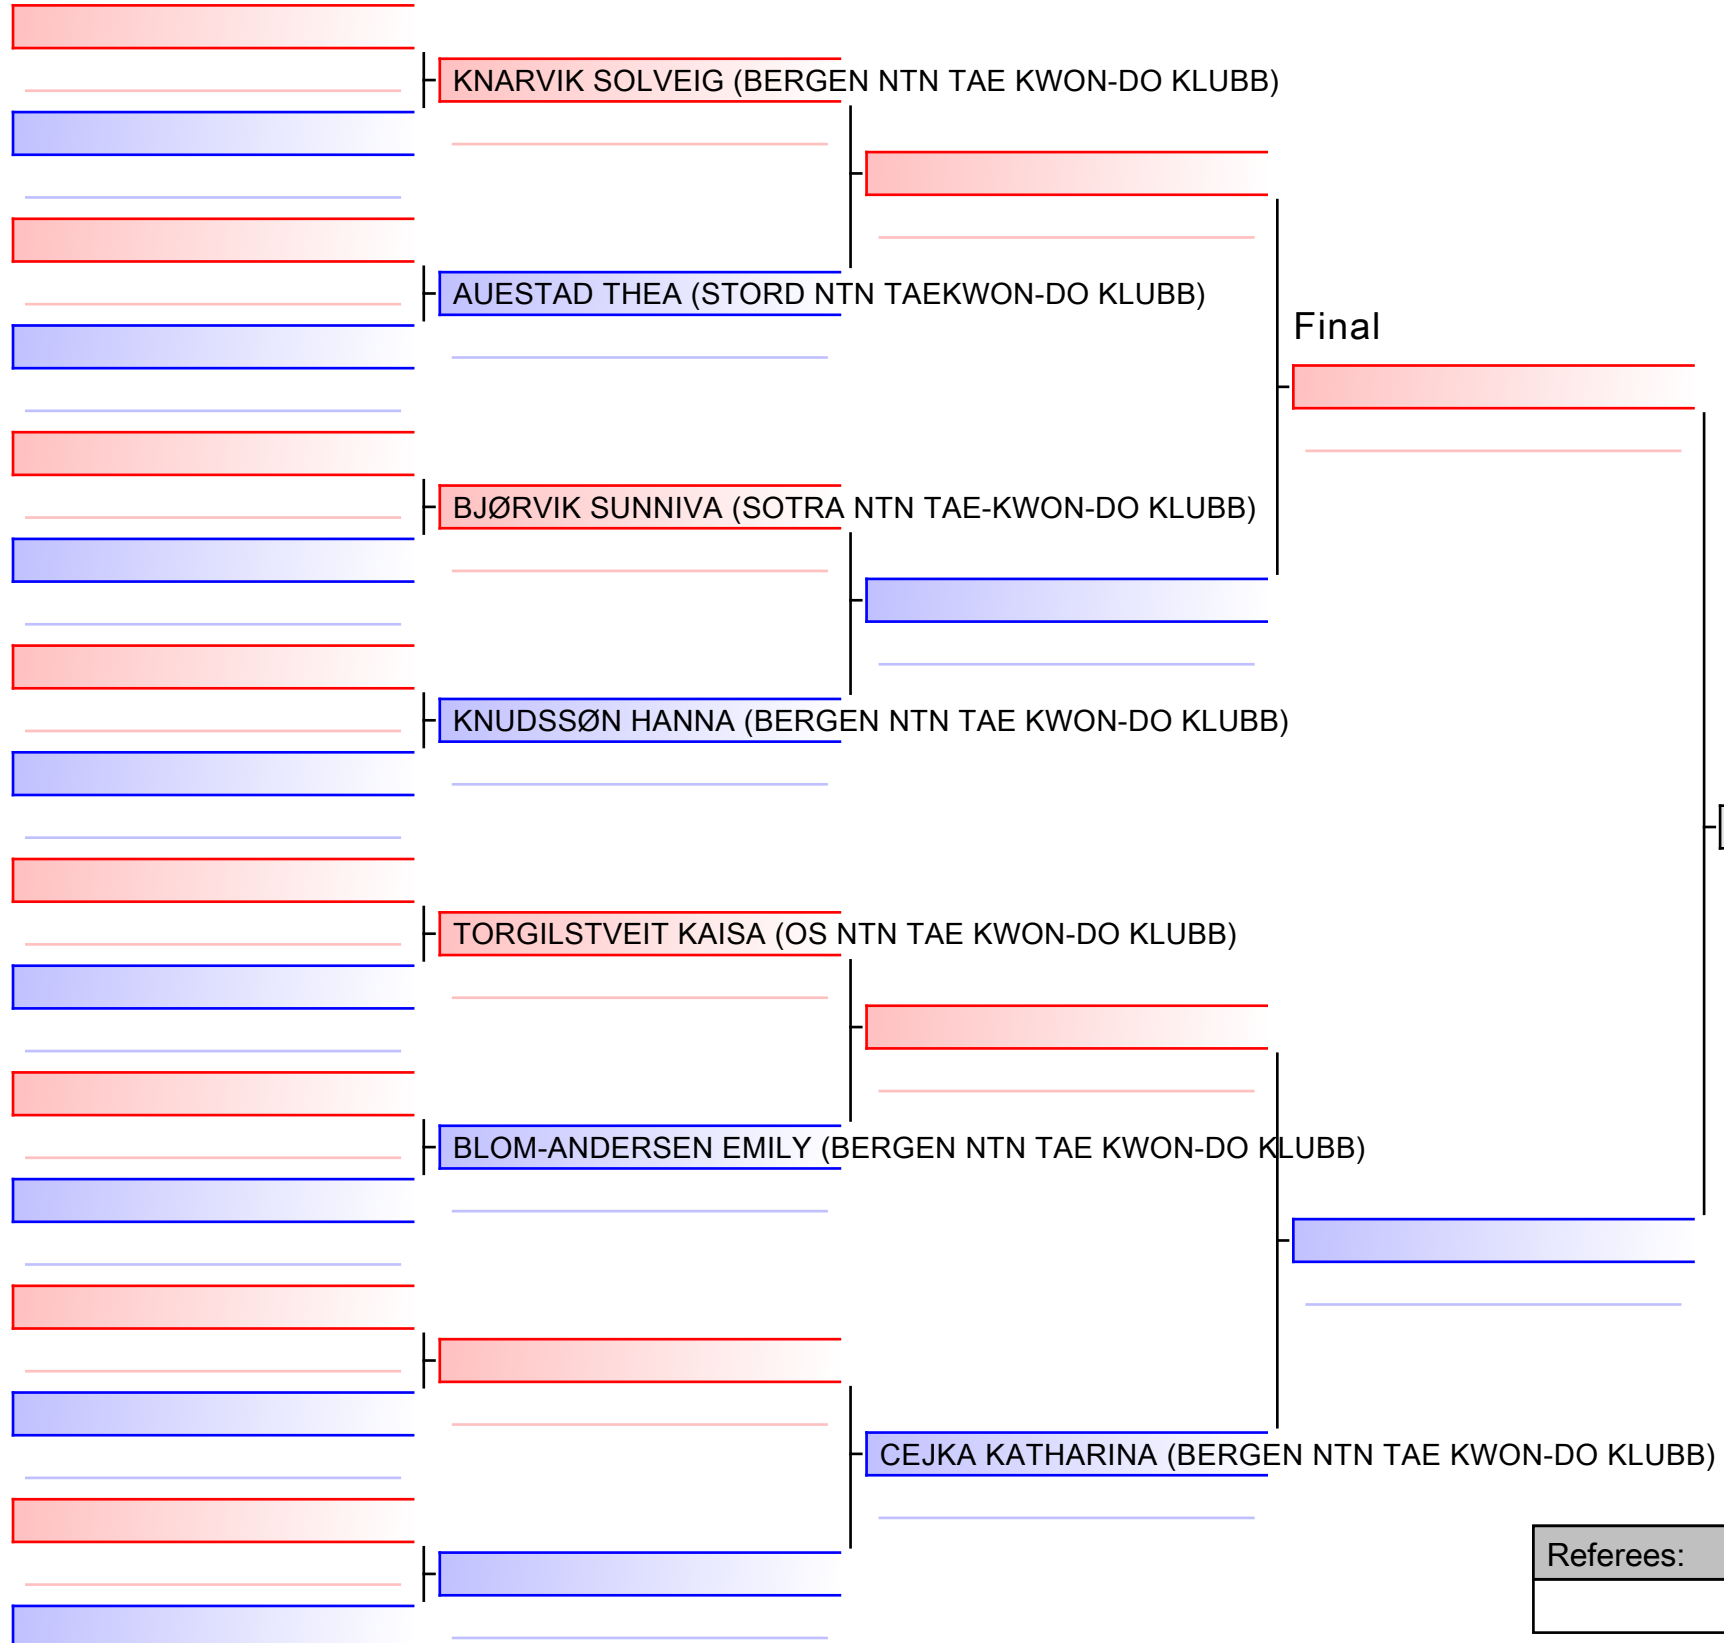 KNARVIK SOLVEIG (BERGEN NTN TAE KWON-DO KLUBB)
AUESTAD THEA (STORD NTN TAEKWON-DO KLUBB)
Final
BJØRVIK SUNNIVA (SOTRA NTN TAE-KWON-DO KLUBB)
KNUDSSØN HANNA (BERGEN NTN TAE KWON-DO KLUBB)
TORGILSTVEIT KAISA (OS NTN TAE KWON-DO KLUBB)
BLOM-ANDERSEN EMILY (BERGEN NTN TAE KWON-DO KLUBB)
CEJKA KATHARINA (BERGEN NTN TAE KWON-DO KLUBB)
Referees: